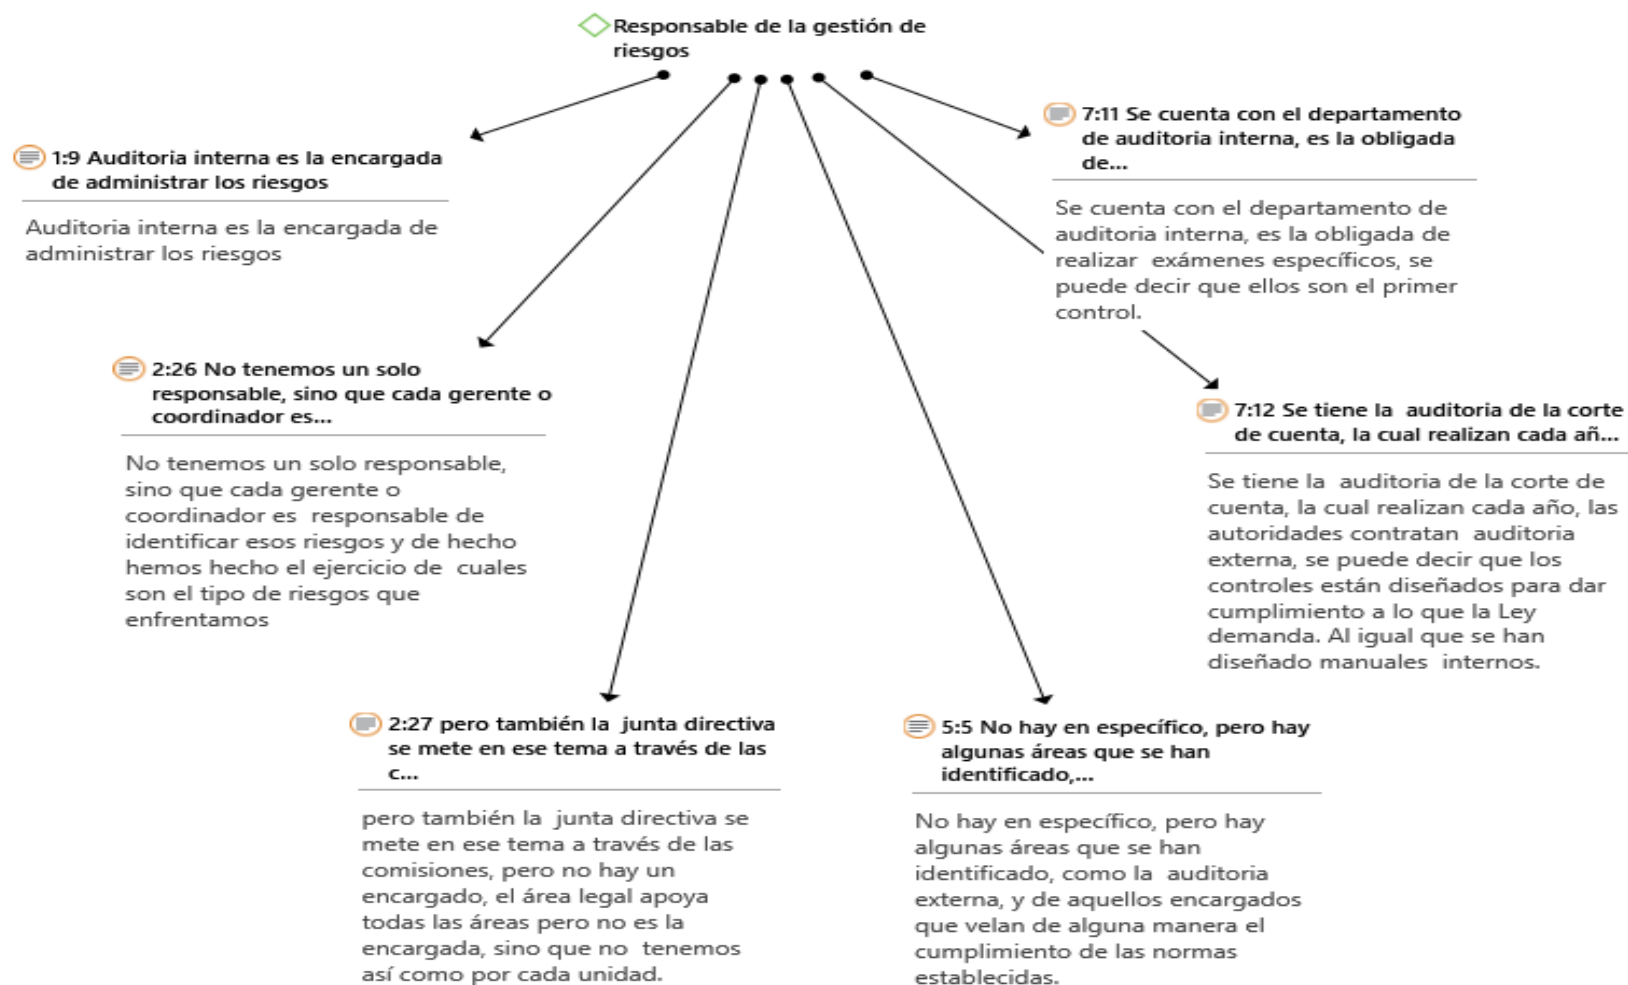 Responsable de la gestión de
riesgos
1:9 Auditoria interna es la encargada
de administrar los riesgos
Auditoria interna es la encargada de
administrar los riesgos
7:11 Se cuenta con el departamento
de auditoria interna, es la obligada
de...
Se cuenta con el departamento de
auditoria interna, es la obligada de
realizar exámenes específicos, se
puede decir que ellos son el primer
control.
2:26 No tenemos un solo
responsable, sino que cada gerente o
coordinador es...
No tenemos un solo responsable,
sino que cada gerente o
coordinador es responsable de
identificar esos riesgos y de hecho
hemos hecho el ejercicio de cuales
son el tipo de riesgos que
enfrentamos
7:12 Se tiene la auditoria de la corte
de cuenta, la cual realizan cada añ...
Se tiene la auditoria de la corte de
cuenta, la cual realizan cada año, las
autoridades contratan auditoria
externa, se puede decir que los
controles están diseñados para dar
cumplimiento a lo que la Ley
demanda. Al igual que se han
diseñado manuales internos.
2:27 pero también la junta directiva
se mete en ese tema a través de las
c...
pero también la junta directiva se
mete en ese tema a través de las
comisiones, pero no hay un
encargado, el área legal apoya
todas las áreas pero no es la
encargada, sino que no tenemos
así como por cada unidad.
5:5 No hay en específico, pero hay
algunas áreas que se han
identificado,...
No hay en específico, pero hay
algunas áreas que se han
identificado, como la auditoria
externa, y de aquellos encargados
que velan de alguna manera el
cumplimiento de las normas
establecidas.